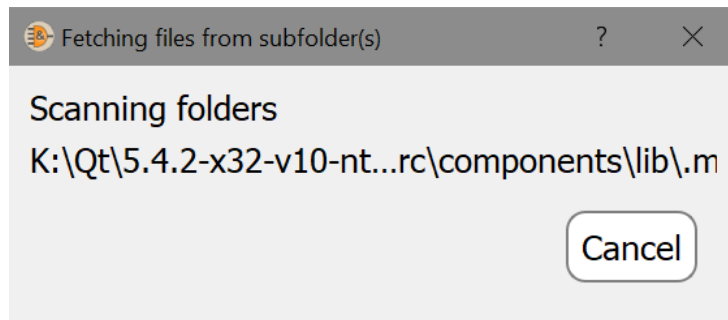 Fetching files from subfolder(s)
Scanning folders
K:\Qt\5.4.2-x32-v10-nt...rc\components\lib\.m
Cancel